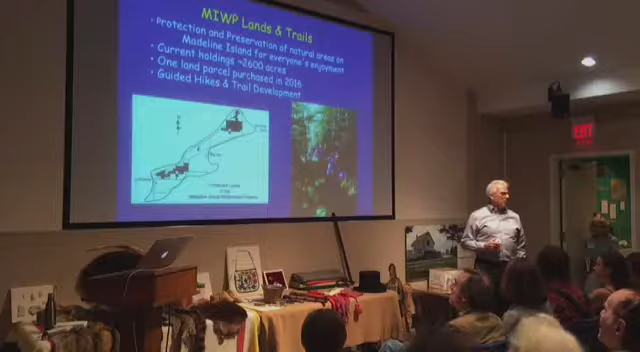 MIWP Lands & Trails
• Protection and Preservation of natural areas on
Madeline Island for everyone's enjoyment
• Current holdings ~2600 acres
• One land parcel purchased in 2016
• Guided Hikes & Trail Development
EXIT